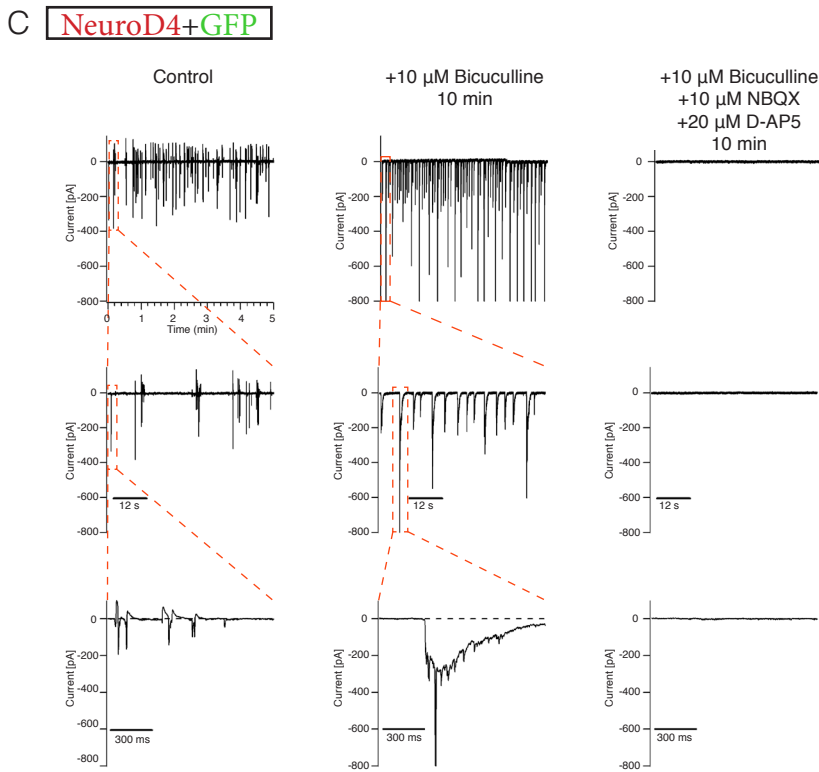 C NeuroD4+GFP
Control
+10 µM Bicuculline
10 min
+10 µM Bicuculline
+10 µM NBQX
+20 µM D-AP5
10 min
Current [pA]
0
-200
-400
-600
-800
0 1 2 3 4 5
Time (min)
Current [pA]
0
-200
-400
-600
-800
Current [pA]
0
-200
-400
-600
-800
Current [pA]
0
-200
-400
-600
-800
12 s
Current [pA]
0
-200
-400
-600
-800
12 s
Current [pA]
0
-200
-400
-600
-800
12 s
Current [pA]
0
-200
-400
-600
-800
300 ms
Current [pA]
0
-200
-400
-600
-800
300 ms
Current [pA]
0
-200
-400
-600
-800
300 ms